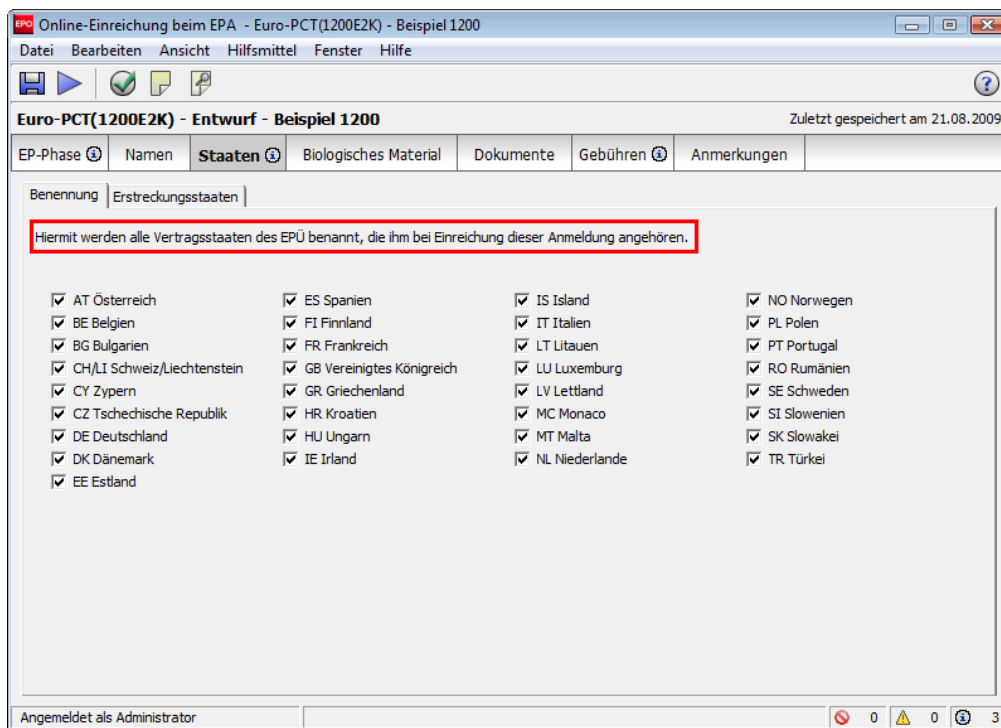 EPO Online-Einreichung beim EPA - Euro-PCT(1200E2K) - Beispiel 1200
Datei Bearbeiten Ansicht Hilfsmittel Fenster Hilfe
Euro-PCT(1200E2K) - Entwurf - Beispiel 1200 Zuletzt gespeichert am 21.08.2009
EP-Phase Namen Staaten Biologisches Material Dokumente Gebühren Anmerkungen
Benennung Erstreckungsstaaten
Hiermit werden alle Vertragsstaaten des EPÜ benannt, die ihm bei Einreichung dieser Anmeldung angehören.
AT Österreich ES Spanien IS Island NO Norwegen
BE Belgien FI Finnland IT Italien PL Polen
BG Bulgarien FR Frankreich LT Litauen PT Portugal
CH/LI Schweiz/Liechtenstein GB Vereinigtes Königreich LU Luxemburg RO Rumänien
CY Zypern GR Griechenland LV Lettland SE Schweden
CZ Tschechische Republik HR Kroatien MC Monaco SI Slowenien
DE Deutschland HU Ungarn MT Malta SK Slowakei
DK Dänemark IE Irland NL Niederlande TR Türkei
EE Estland
Angemeldet als Administrator 0 0 3